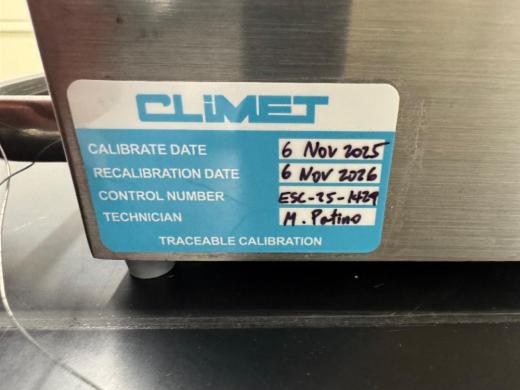 CLiMET
CALIBRATE DATE 6 Nov 2025
RECALIBRATION DATE 6 Nov 2026
CONTROL NUMBER ESC-25-1429
TECHNICIAN M. Patino
TRACEABLE CALIBRATION